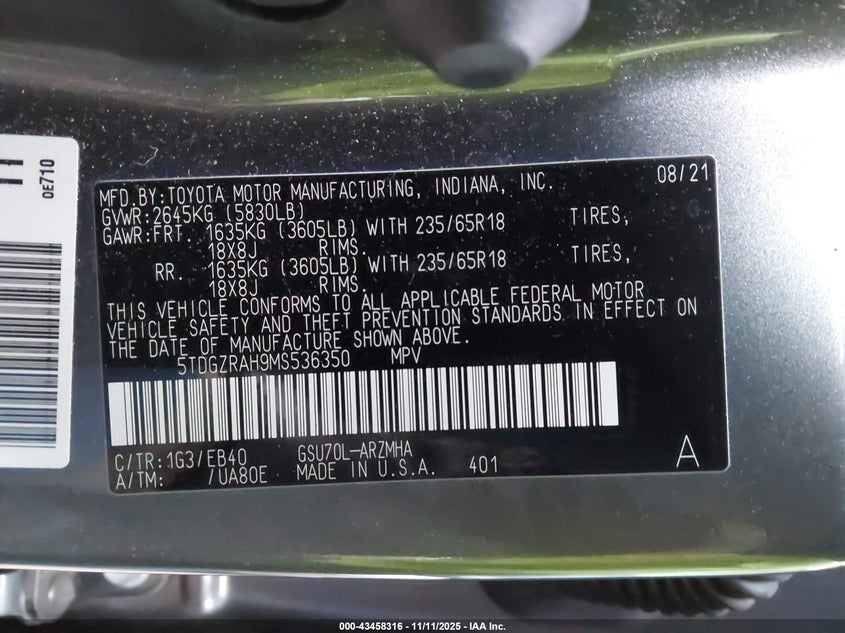 0E710
MFD.BY:TOYOTA MOTOR MANUFACTURING, INDIANA, INC. 08/21
GVWR:2645KG (5830LB)
GAWR:FRT. 1635KG (3605LB) WITH 235/65R18 TIRES,
18X8J RIMS.
RR. 1635KG (3605LB) WITH 235/65R18 TIRES,
18X8J RIMS.
THIS VEHICLE CONFORMS TO ALL APPLICABLE FEDERAL MOTOR
VEHICLE SAFETY AND THEFT PREVENTION STANDARDS IN EFFECT ON
THE DATE OF MANUFACTURE SHOWN ABOVE.
5TDGZRAH9MS536350 MPV
C/TR:1G3/EB40 GSU70L-ARZMHA
A/TM: /UA80E MADE IN U.S.A. 401 A
000-43458316 - 11/11/2025 - IAA Inc.